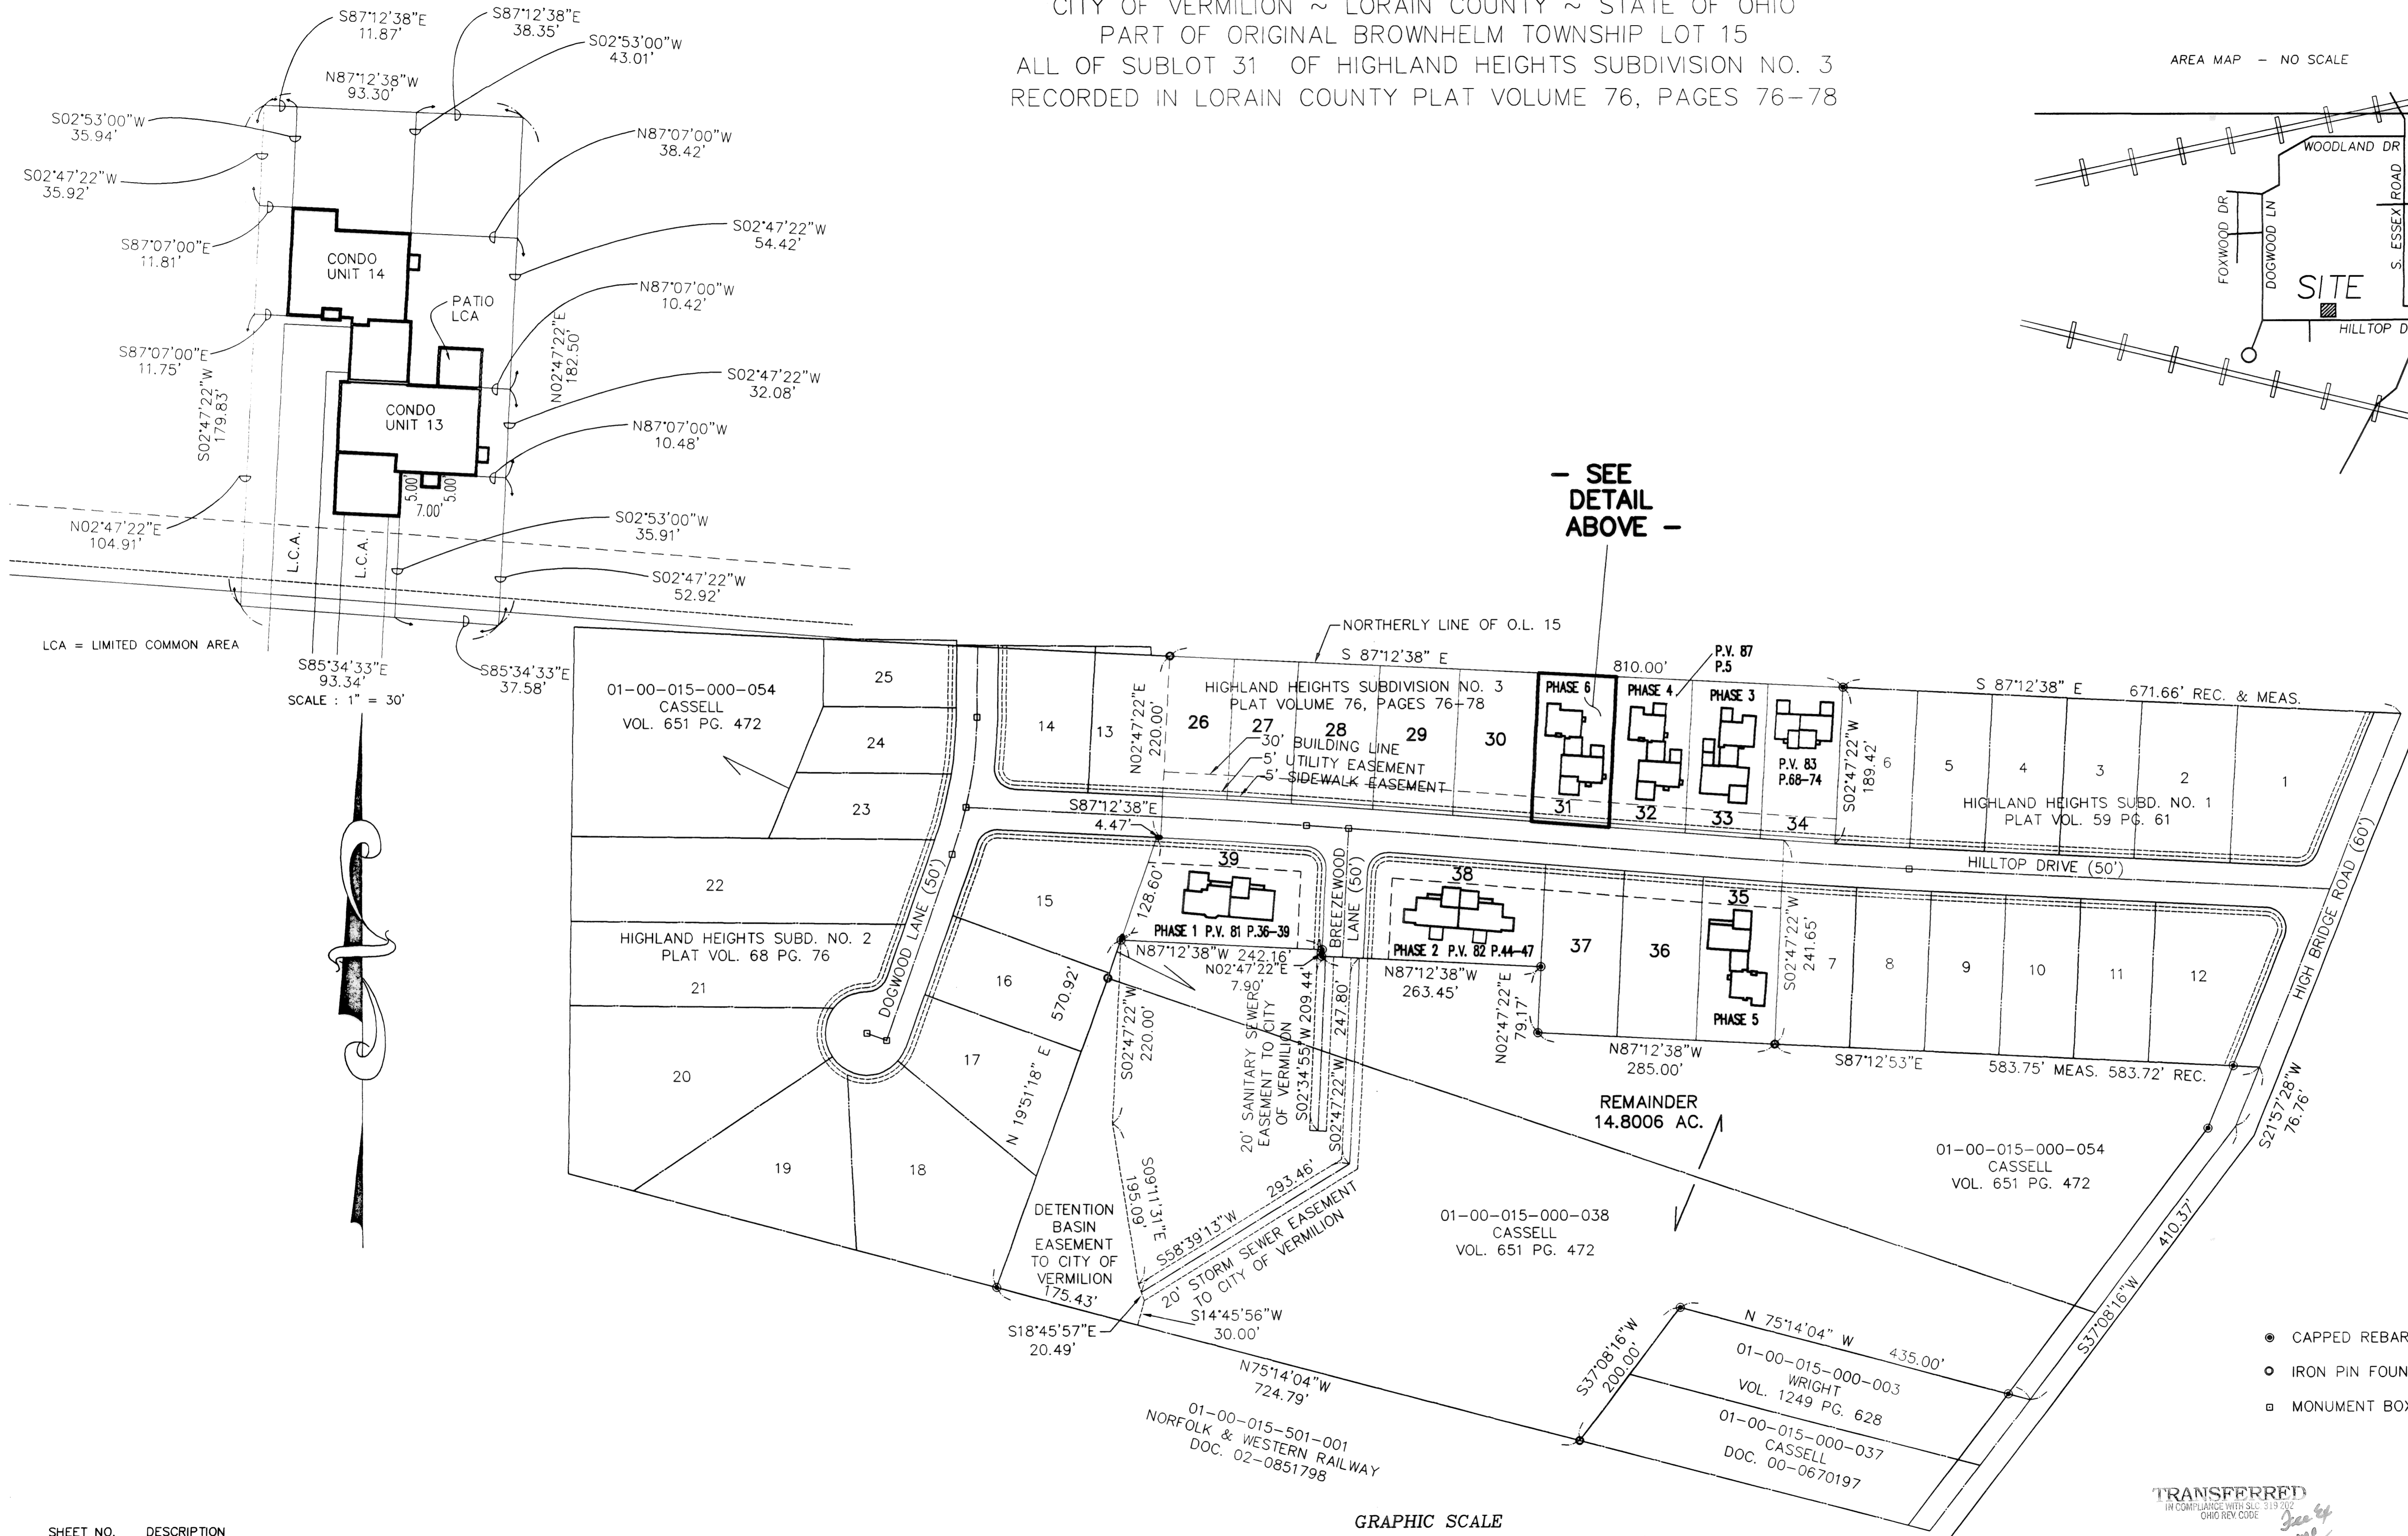 CITY OF VERMILION ~ LORAIN COUNTY ~ STATE OF OHIO
PART OF ORIGINAL BROWNHELM TOWNSHIP LOT 15
ALL OF SUBLOT 31 OF HIGHLAND HEIGHTS SUBDIVISION NO. 3
RECORDED IN LORAIN COUNTY PLAT VOLUME 76, PAGES 76-78
AREA MAP - NO SCALE
WOODLAND DR
FOXWOOD DR
DOGWOOD LN
S. ESSEX ROAD
SITE
HILLTOP D
S87°12'38"E
11.87'
S87°12'38"E
38.35'
S02°53'00"W
43.01'
N87°12'38"W
93.30'
S02°53'00"W
35.94'
S02°47'22"W
35.92'
N87°07'00"W
38.42'
S87°07'00"E
11.81'
S02°47'22"W
54.42'
CONDO
UNIT 14
PATIO
LCA
N87°07'00"W
10.42'
N02°47'22"E
182.50'
S87°07'00"E
11.75'
S02°47'22"W
179.83'
S02°47'22"W
32.08'
CONDO
UNIT 13
N87°07'00"W
10.48'
5.00'
5.00'
7.00'
N02°47'22"E
104.91'
L.C.A.
L.C.A.
S02°53'00"W
35.91'
S02°47'22"W
52.92'
LCA = LIMITED COMMON AREA
S85°34'33"E
93.34'
S85°34'33"E
37.58'
SCALE : 1" = 30'
- SEE
DETAIL
ABOVE -
NORTHERLY LINE OF O.L. 15
S 87°12'38" E
810.00'
P.V. 87
P.5
S 87°12'38" E 671.66' REC. & MEAS.
01-00-015-000-054
CASSELL
VOL. 651 PG. 472
25
24
23
22
HIGHLAND HEIGHTS SUBD. NO. 2
PLAT VOL. 68 PG. 76
21
20
19
18
17
16
15
14
13
DOGWOOD LANE (50')
N02°47'22"E
220.00'
HIGHLAND HEIGHTS SUBDIVISION NO. 3
PLAT VOLUME 76, PAGES 76-78
26
27
28
29
30
30' BUILDING LINE
5' UTILITY EASEMENT
5' SIDEWALK EASEMENT
PHASE 6
31
PHASE 4
32
PHASE 3
33
P.V. 83
P.68-74
34
S02°47'22"W
189.42'
6
5
4
3
2
1
HIGHLAND HEIGHTS SUBD. NO. 1
PLAT VOL. 59 PG. 61
S87°12'38"E
4.47'
HILLTOP DRIVE (50')
HIGH BRIDGE ROAD (60')
128.60'
39
PHASE 1 P.V. 81 P.36-39
BREEZEWOOD
LANE (50')
38
PHASE 2 P.V. 82 P.44-47
37
36
35
PHASE 5
S02°47'22"W
241.65'
7
8
9
10
11
12
N87°12'38"W 242.16'
N02°47'22"E
7.90'
N87°12'38"W
263.45'
N02°47'22"E
79.17'
N87°12'38"W
285.00'
S87°12'53"E 583.75' MEAS. 583.72' REC.
570.92'
N 19°51'18" E
S02°47'22"W
220.00'
20' SANITARY SEWER
EASEMENT TO CITY
OF VERMILION
S02°34'55"W 209.44'
S02°47'22"W 247.80'
REMAINDER
14.8006 AC.
S21°57'28"W
76.76'
01-00-015-000-054
CASSELL
VOL. 651 PG. 472
S09°11'31"E
195.09'
293.46'
S58°39'13"W
20' STORM SEWER EASEMENT
TO CITY OF VERMILION
DETENTION
BASIN
EASEMENT
TO CITY OF
VERMILION
175.43'
01-00-015-000-038
CASSELL
VOL. 651 PG. 472
410.37'
S37°08'16"W
S14°45'56"W
30.00'
S18°45'57"E
20.49'
N75°14'04"W
724.79'
S37°08'16"W
200.00'
N 75°14'04" W 435.00'
01-00-015-000-003
WRIGHT
VOL. 1249 PG. 628
01-00-015-000-037
CASSELL
DOC. 00-0670197
01-00-015-501-001
NORFOLK & WESTERN RAILWAY
DOC. 02-0851798
CAPPED REBAR
IRON PIN FOUN
MONUMENT BOX
TRANSFERRED
IN COMPLIANCE WITH SEC. 319.202
OHIO REV. CODE
GRAPHIC SCALE
SHEET NO. DESCRIPTION